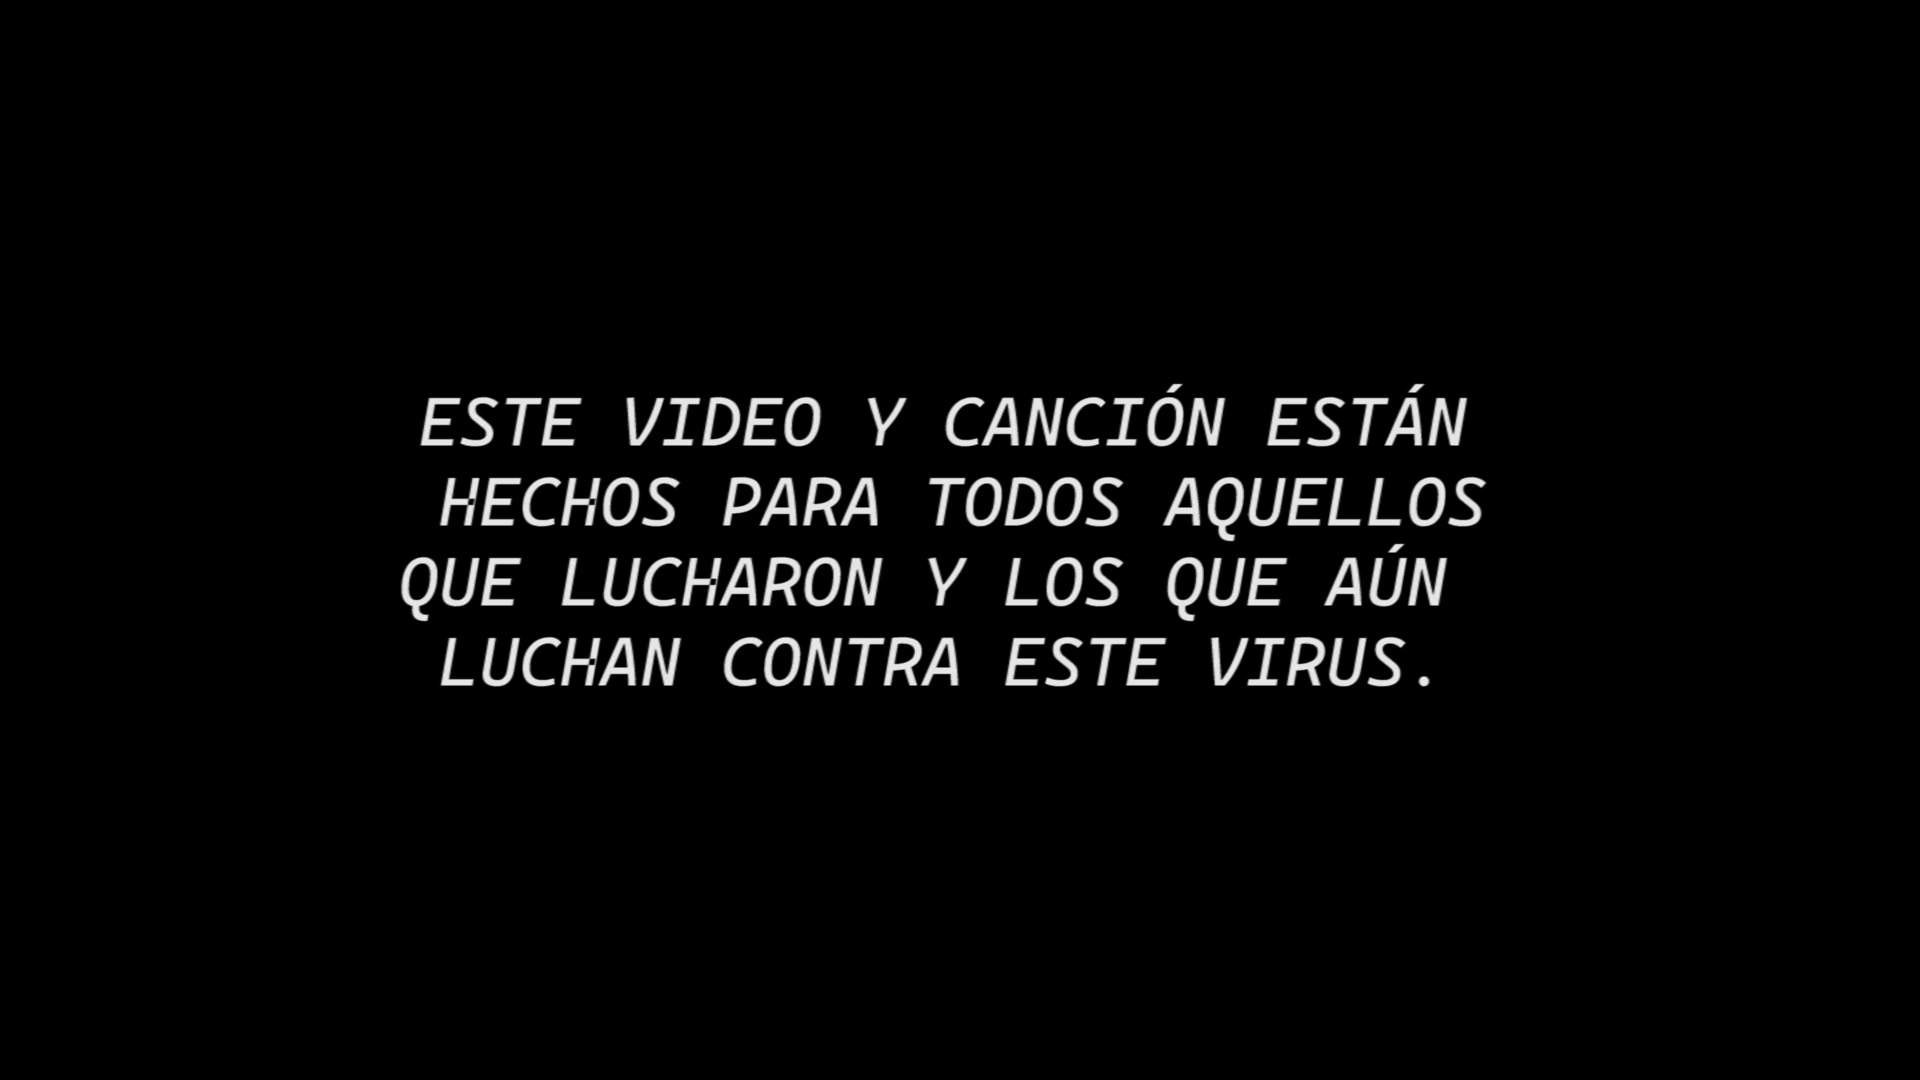 ESTE VIDEO Y CANCIÓN ESTÁN
HECHOS PARA TODOS AQUELLOS
QUE LUCHARON Y LOS QUE AÚN
LUCHAN CONTRA ESTE VIRUS.